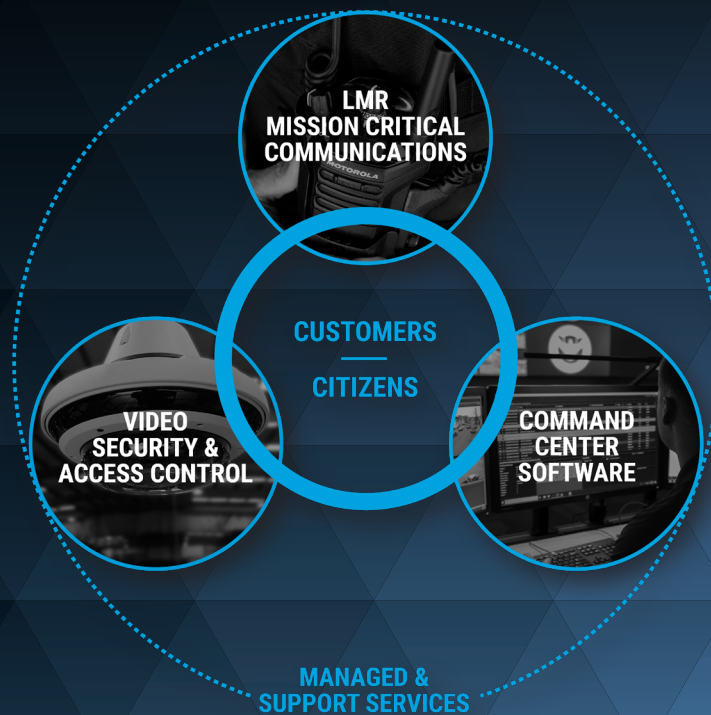 LMR
MISSION CRITICAL
COMMUNICATIONS
MOTOROLA
CUSTOMERS
CITIZENS
VIDEO
SECURITY &
ACCESS CONTROL
COMMAND
CENTER
SOFTWARE
MANAGED &
SUPPORT SERVICES